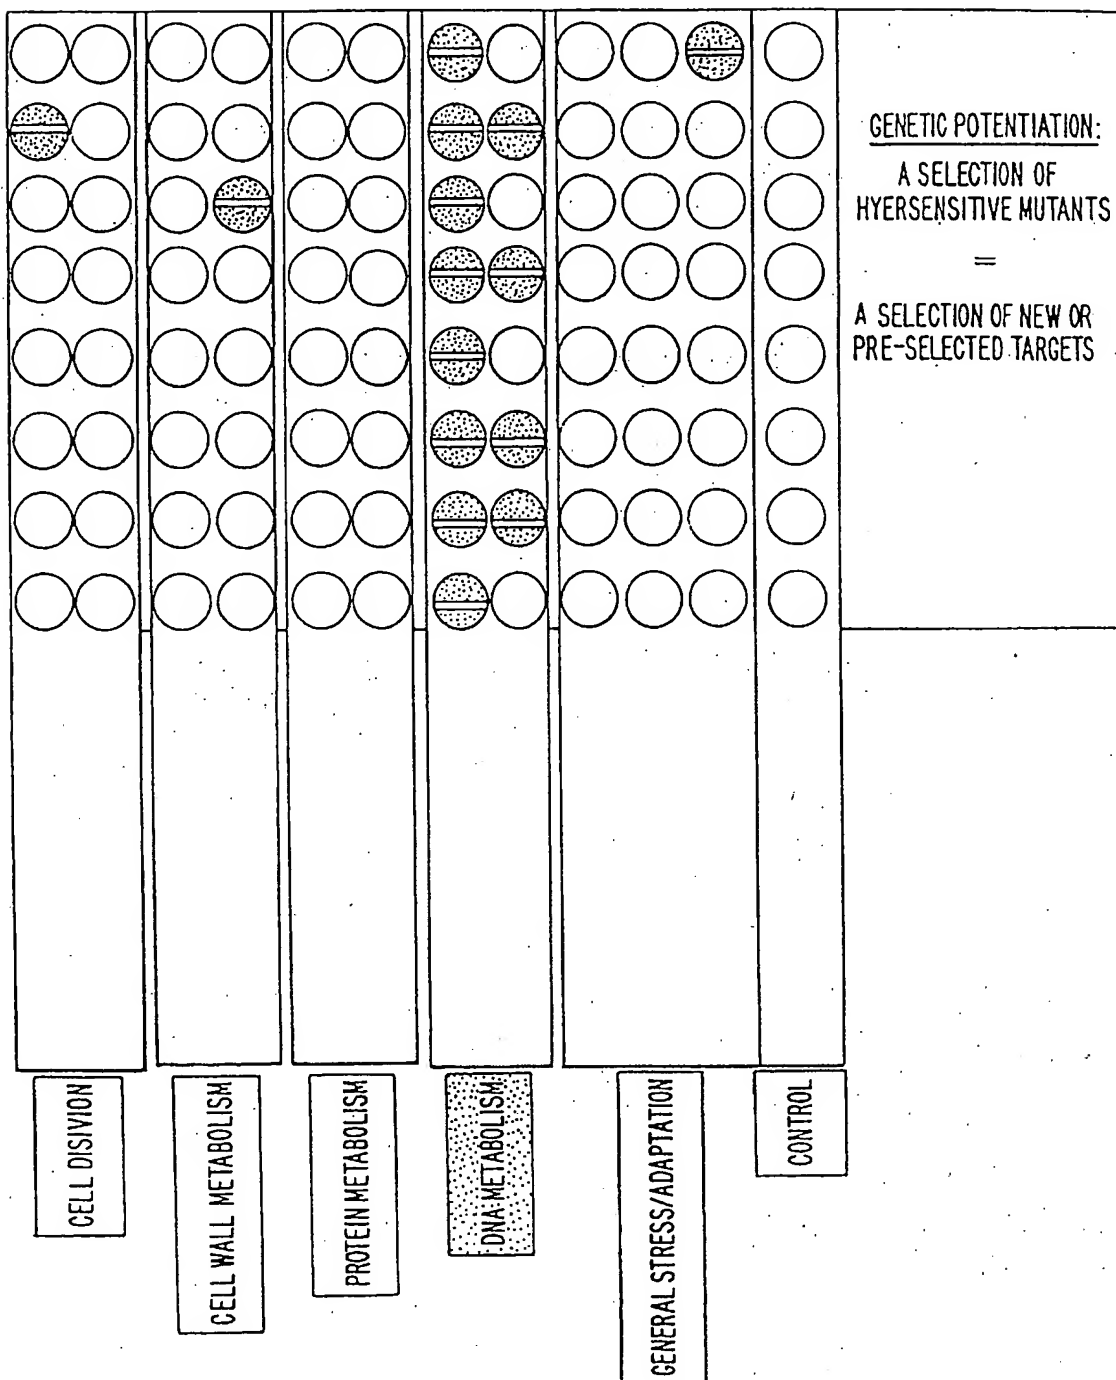 GENETIC POTENTIATION:
A SELECTION OF
HYERSENSITIVE MUTANTS
=
A SELECTION OF NEW OR
PRE-SELECTED TARGETS
CELL DISIVION
CELL WALL METABOLISM
PROTEIN METABOLISM
DNA METABOLISM
GENERAL STRESS/ADAPTATION
CONTROL